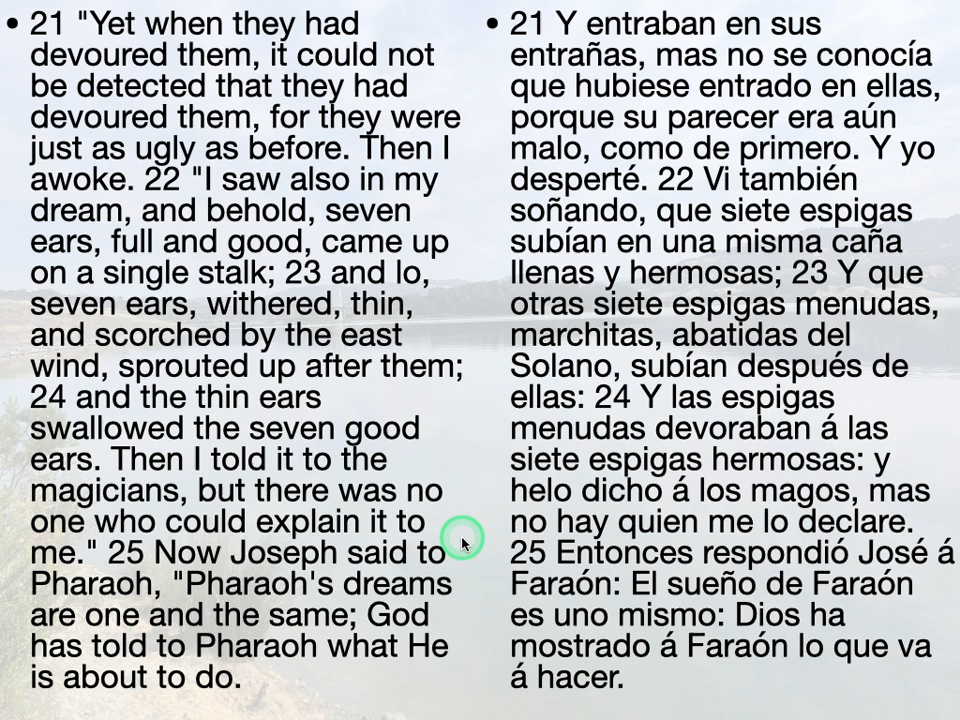 • 21 "Yet when they had
devoured them, it could not
be detected that they had
devoured them, for they were
just as ugly as before. Then I
awoke. 22 "I saw also in my
dream, and behold, seven
ears, full and good, came up
on a single stalk; 23 and lo,
seven ears, withered, thin,
and scorched by the east
wind, sprouted up after them;
24 and the thin ears
swallowed the seven good
ears. Then I told it to the
magicians, but there was no
one who could explain it to
me." 25 Now Joseph said to
Pharaoh, "Pharaoh's dreams
are one and the same; God
has told to Pharaoh what He
is about to do.
• 21 Y entraban en sus
entrañas, mas no se conocía
que hubiese entrado en ellas,
porque su parecer era aún
malo, como de primero. Y yo
desperté. 22 Vi también
soñando, que siete espigas
subían en una misma caña
llenas y hermosas; 23 Y que
otras siete espigas menudas,
marchitas, abatidas del
Solano, subían después de
ellas: 24 Y las espigas
menudas devoraban á las
siete espigas hermosas: y
helo dicho á los magos, mas
no hay quien me lo declare.
25 Entonces respondió José á
Faraón: El sueño de Faraón
es uno mismo: Dios ha
mostrado á Faraón lo que va
á hacer.